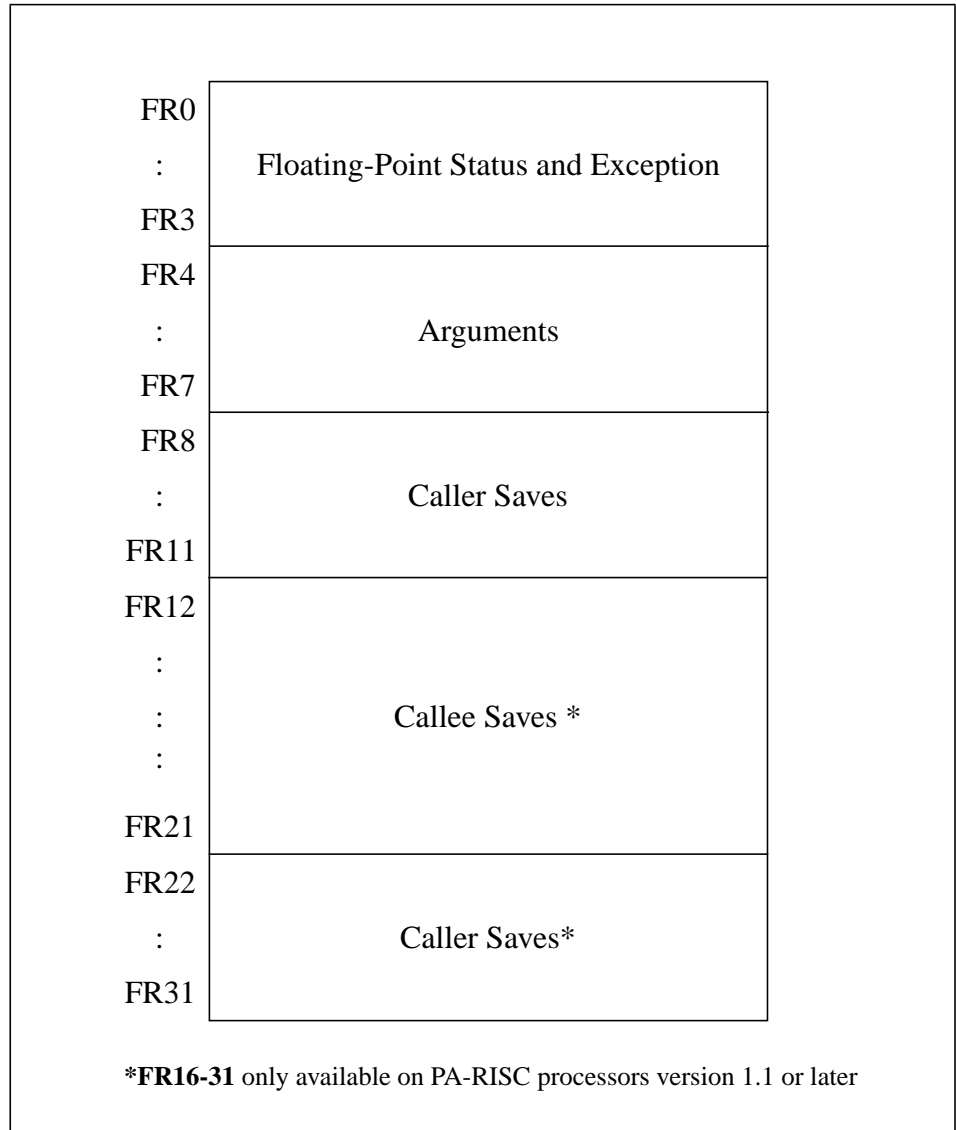 FR0
: Floating-Point Status and Exception
FR3
FR4
: Arguments
FR7
FR8
: Caller Saves
FR11
FR12
:
: Callee Saves *
:
FR21
FR22
: Caller Saves*
FR31
*FR16-31 only available on PA-RISC processors version 1.1 or later